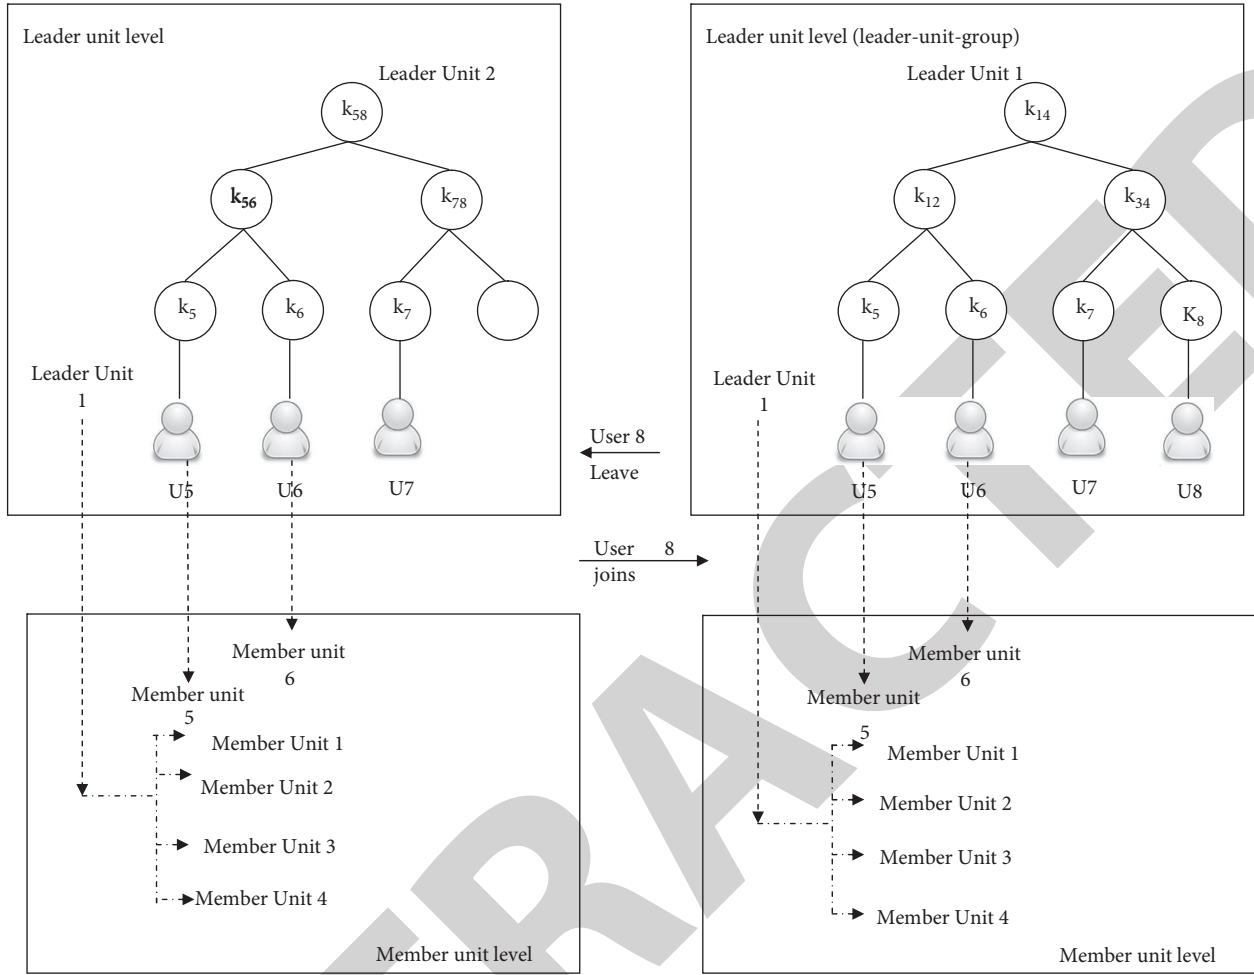 Leader unit level
Leader Unit 2
k58
k56
k78
k5
k6
k7
Leader Unit
1
U5
U6
U7
User 8
Leave
User 8
joins
Leader unit level (leader-unit-group)
Leader Unit 1
k14
k12
k34
k5
k6
k7
K8
Leader Unit
1
U5
U6
U7
U8
Member unit
6
Member unit
5
Member Unit 1
Member Unit 2
Member Unit 3
Member Unit 4
Member unit level
Member unit
6
Member unit
5
Member Unit 1
Member Unit 2
Member Unit 3
Member Unit 4
Member unit level